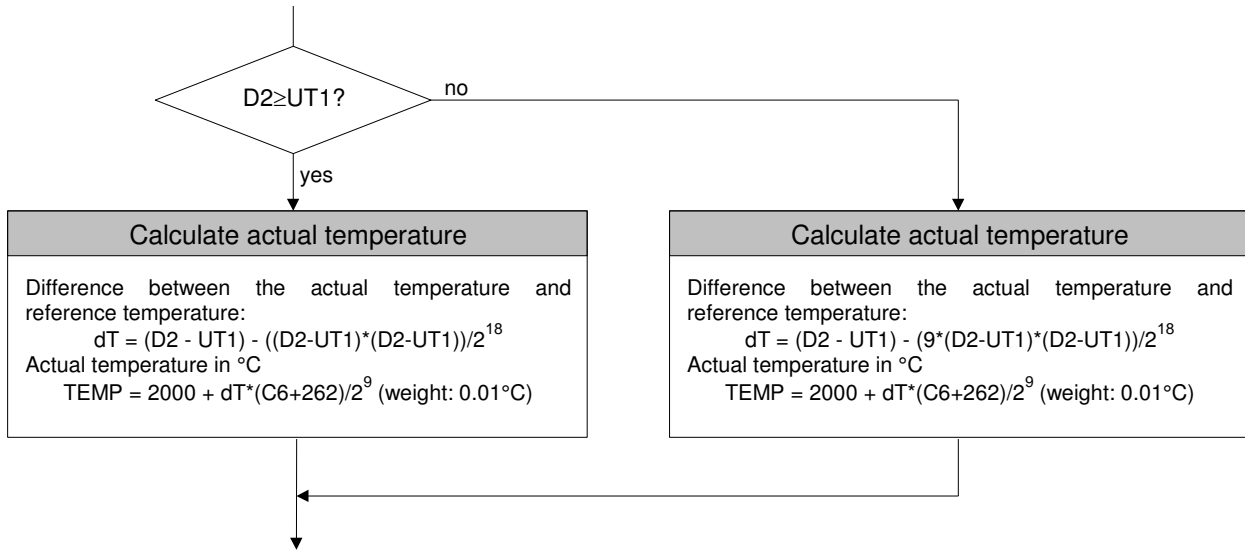 D2≥UT1?
no
yes
Calculate actual temperature
Difference between the actual temperature and
reference temperature:
dT = (D2 - UT1) - ((D2-UT1)*(D2-UT1))/2^18
Actual temperature in °C
TEMP = 2000 + dT*(C6+262)/2^9 (weight: 0.01°C)
Calculate actual temperature
Difference between the actual temperature and
reference temperature:
dT = (D2 - UT1) - (9*(D2-UT1)*(D2-UT1))/2^18
Actual temperature in °C
TEMP = 2000 + dT*(C6+262)/2^9 (weight: 0.01°C)